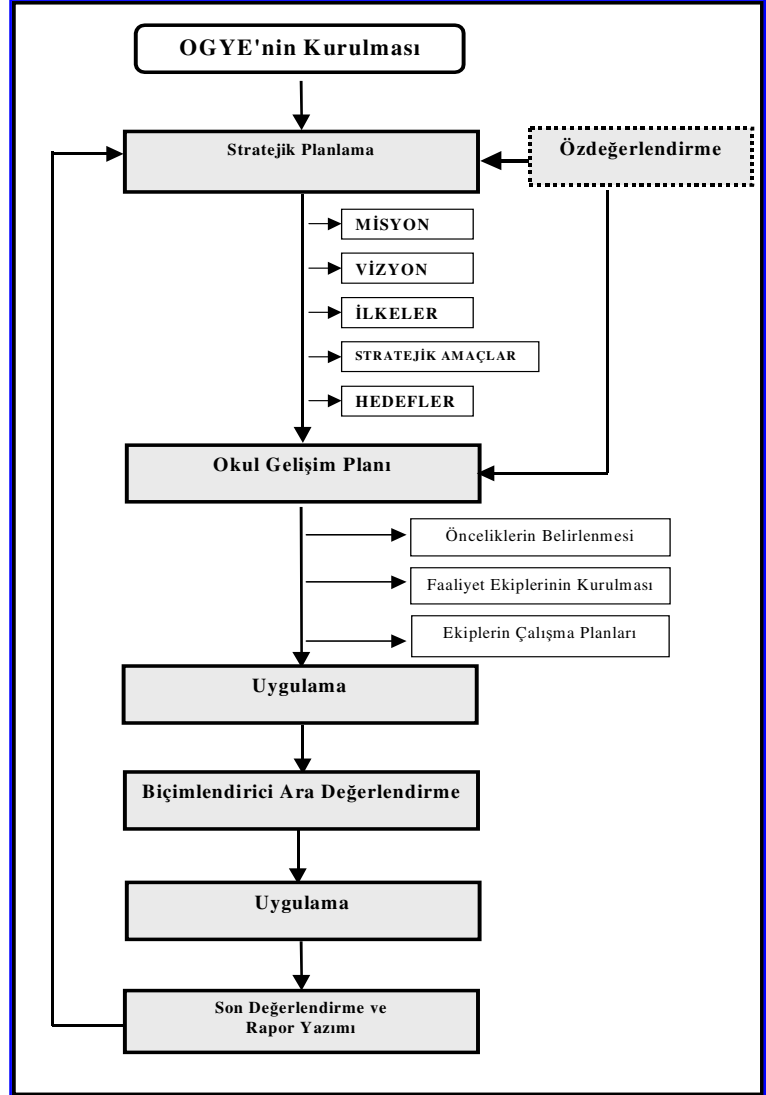 OGYE'nin Kurulması
Stratejik Planlama
Özdeğerlendirme
MİSYON
VİZYON
İLKELER
STRATEJİK AMAÇLAR
HEDEFLER
Okul Gelişim Planı
Önceliklerin Belirlenmesi
Faaliyet Ekiplerinin Kurulması
Ekiplerin Çalışma Planları
Uygulama
Biçimlendirici Ara Değerlendirme
Uygulama
Son Değerlendirme ve
Rapor Yazımı